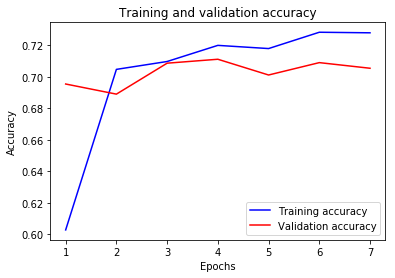 Training and validation accuracy
Accuracy
0.72
0.70
0.68
0.66
0.64
0.62
0.60
1 2 3 4 5 6 7
Epochs
Training accuracy
Validation accuracy